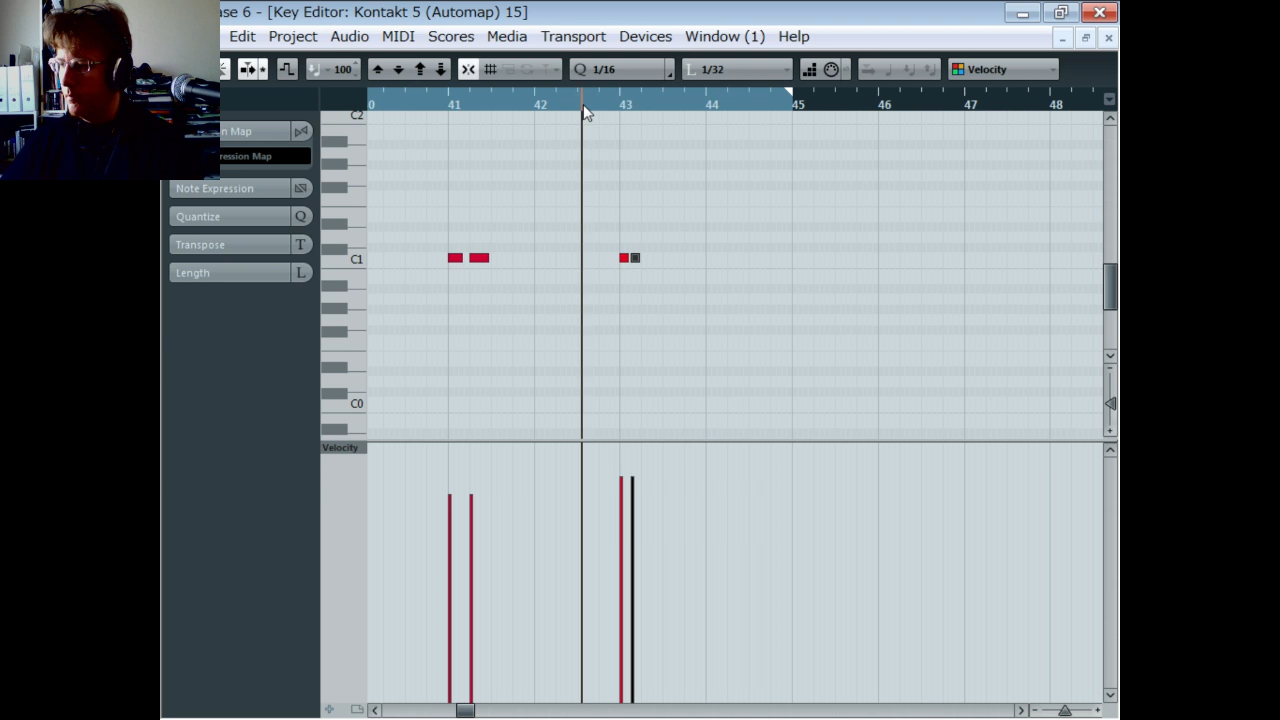 ase 6 - [Key Editor: Kontakt 5 (Automap) 15]
Edit Project Audio MIDI Scores Media Transport Devices Window (1) Help
100 Q 1/16 L 1/32 Velocity
0 41 42 43 44 45 46 47 48
C2
n Map
ression Map
Note Expression
Quantize Q
Transpose T
C1
Length L
C0
Velocity